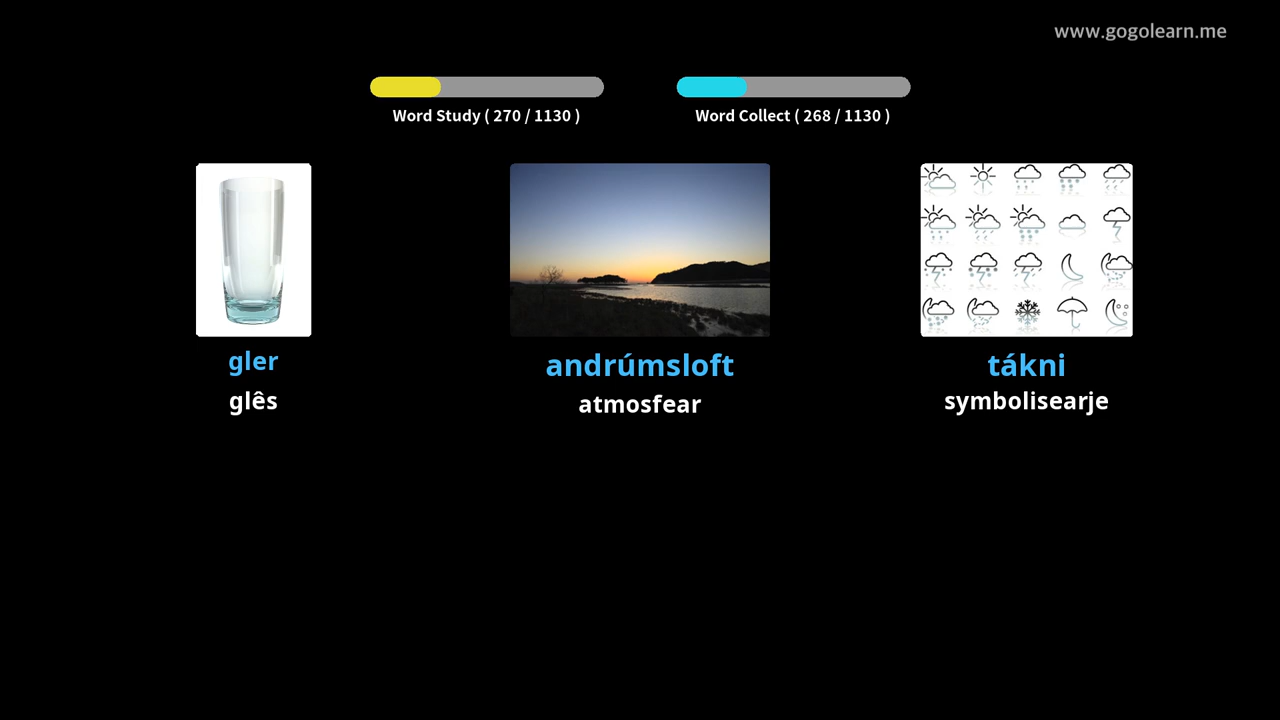 www.gogolearn.me
Word Study ( 270 / 1130 )
Word Collect ( 268 / 1130 )
gler
glês
andrúmsloft
atmosfear
tákni
symbolisearje